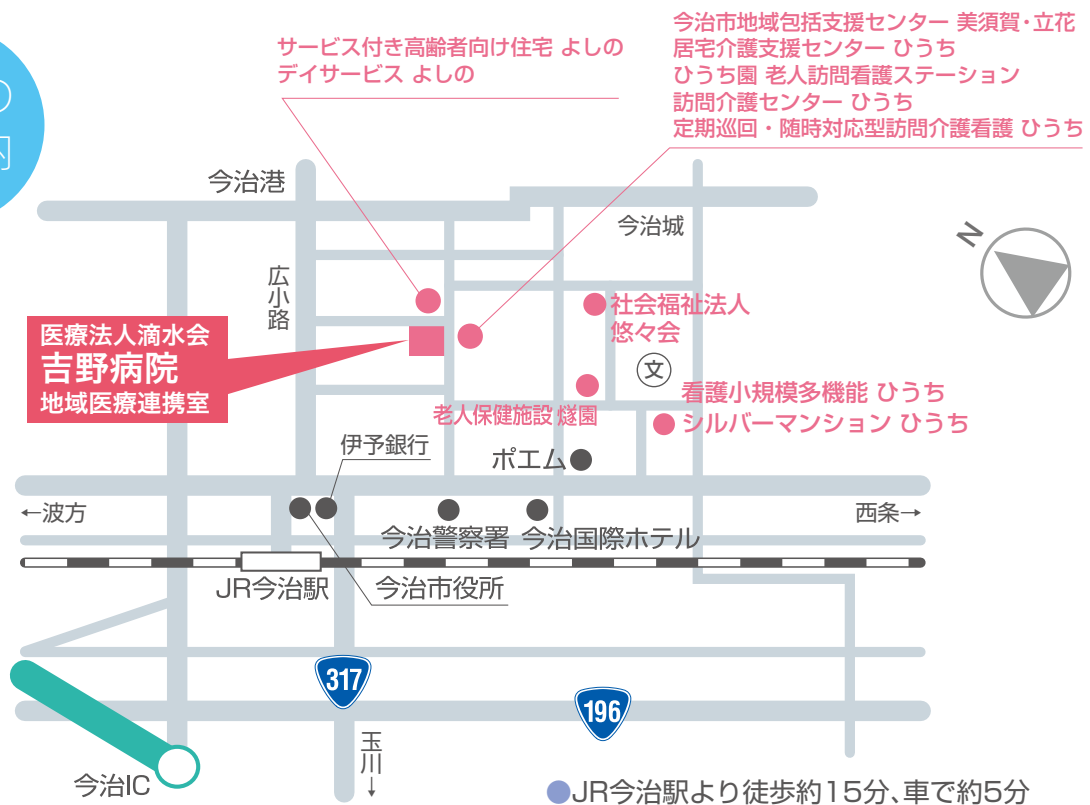 サービス付き高齢者向け住宅 よしの
デイサービス よしの
今治市地域包括支援センター 美須賀・立花
居宅介護支援センター ひうち
ひうち園 老人訪問看護ステーション
訪問介護センター ひうち
定期巡回・随時対応型訪問介護看護 ひうち
今治港
今治城
N
広小路
医療法人滴水会
吉野病院
地域医療連携室
社会福祉法人
悠々会
文
看護小規模多機能 ひうち
シルバーマンション ひうち
老人保健施設 燧園
伊予銀行
ポエム
←波方
西条→
今治警察署
今治国際ホテル
JR今治駅
今治市役所
317
196
玉川↓
今治IC
●JR今治駅より徒歩約15分、車で約5分